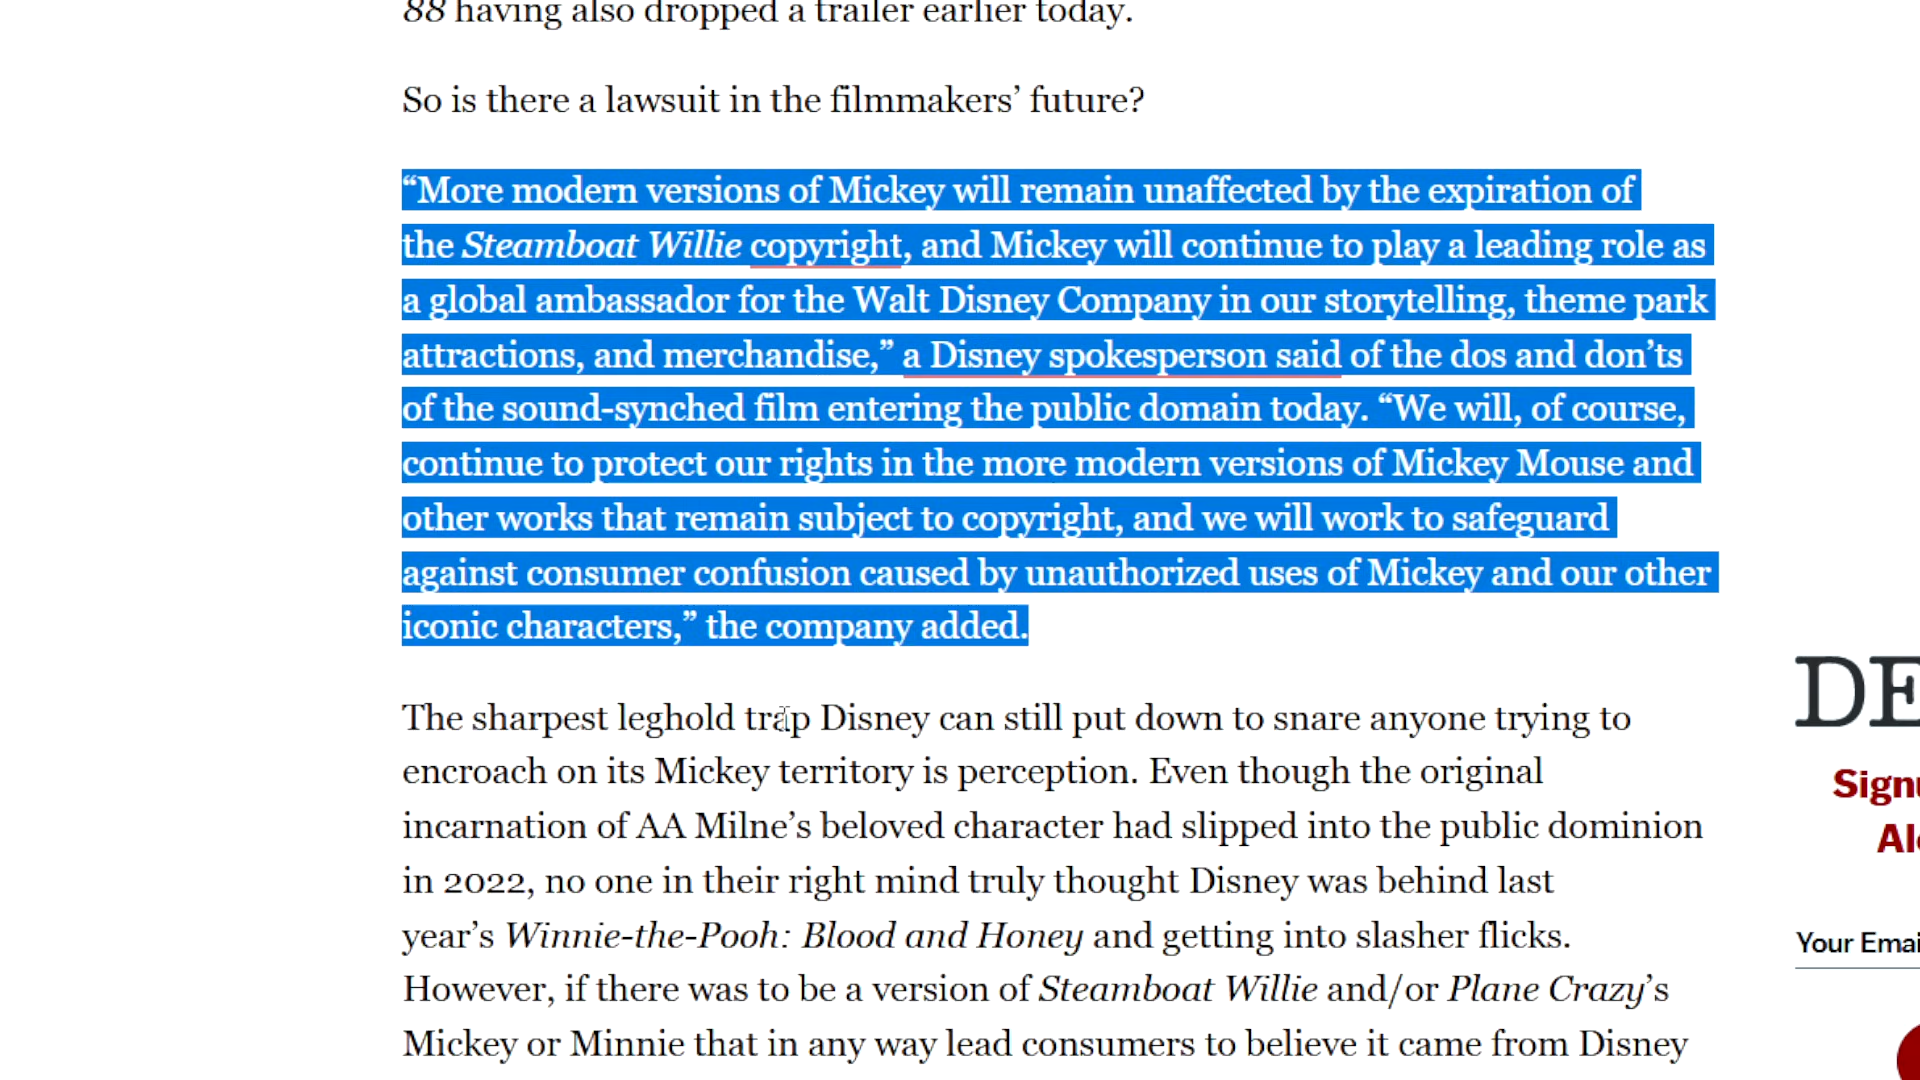 88 having also dropped a trailer earlier today.
So is there a lawsuit in the filmmakers’ future?
“More modern versions of Mickey will remain unaffected by the expiration of
the Steamboat Willie copyright, and Mickey will continue to play a leading role as
a global ambassador for the Walt Disney Company in our storytelling, theme park
attractions, and merchandise,” a Disney spokesperson said of the dos and don’ts
of the sound-synched film entering the public domain today. “We will, of course,
continue to protect our rights in the more modern versions of Mickey Mouse and
other works that remain subject to copyright, and we will work to safeguard
against consumer confusion caused by unauthorized uses of Mickey and our other
iconic characters,” the company added.
The sharpest leghold trap Disney can still put down to snare anyone trying to
encroach on its Mickey territory is perception. Even though the original
incarnation of AA Milne’s beloved character had slipped into the public dominion
in 2022, no one in their right mind truly thought Disney was behind last
year’s Winnie-the-Pooh: Blood and Honey and getting into slasher flicks.
However, if there was to be a version of Steamboat Willie and/or Plane Crazy’s
Mickey or Minnie that in any way lead consumers to believe it came from Disney
DE
Your